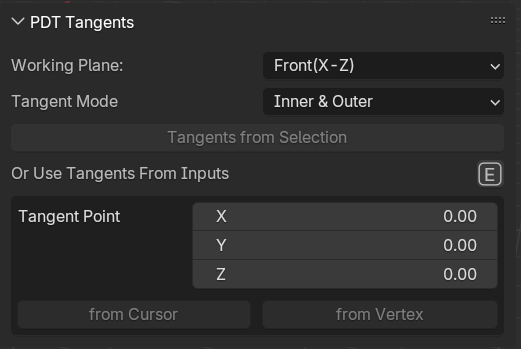 PDT Tangents
Working Plane: Front(X-Z)
Tangent Mode Inner & Outer
Tangents from Selection
Or Use Tangents From Inputs E
Tangent Point X 0.00
Y 0.00
Z 0.00
from Cursor from Vertex